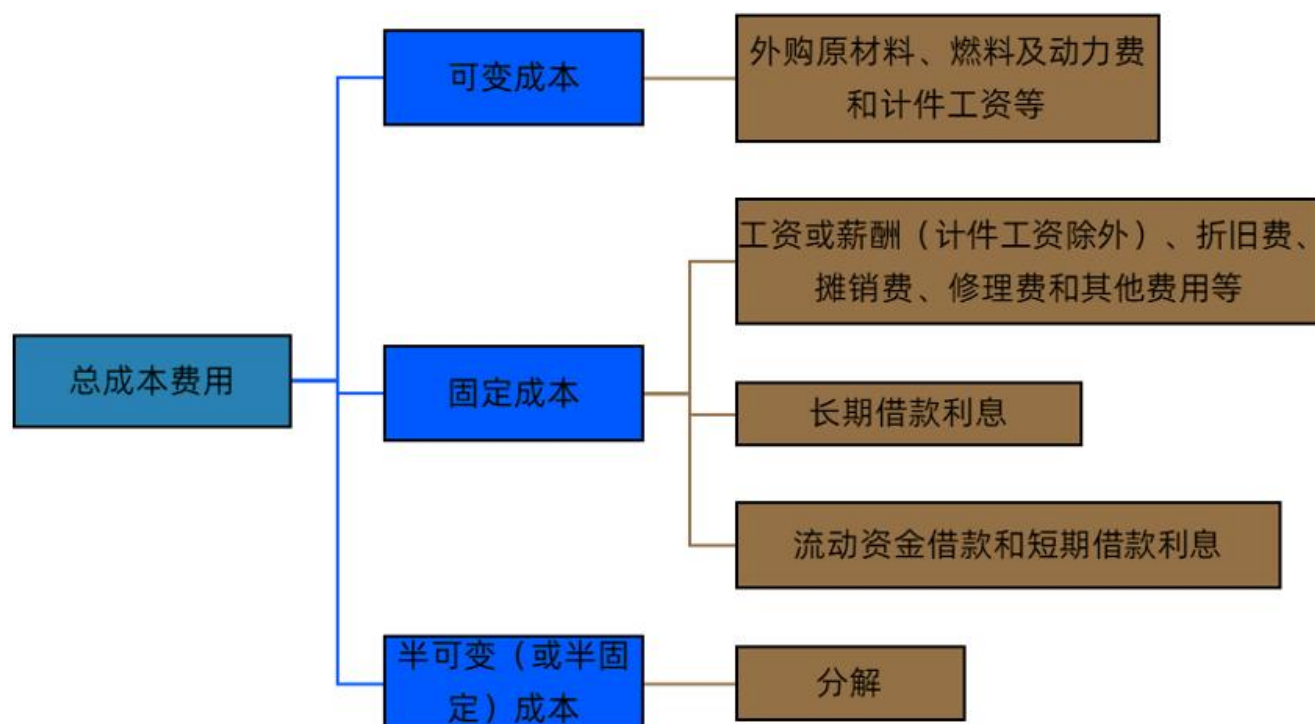 可变成本
外购原材料、燃料及动力费
和计件工资等
总成本费用
固定成本
工资或薪酬（计件工资除外）、折旧费、
摊销费、修理费和其他费用等
长期借款利息
流动资金借款和短期借款利息
半可变（或半固
定）成本
分解